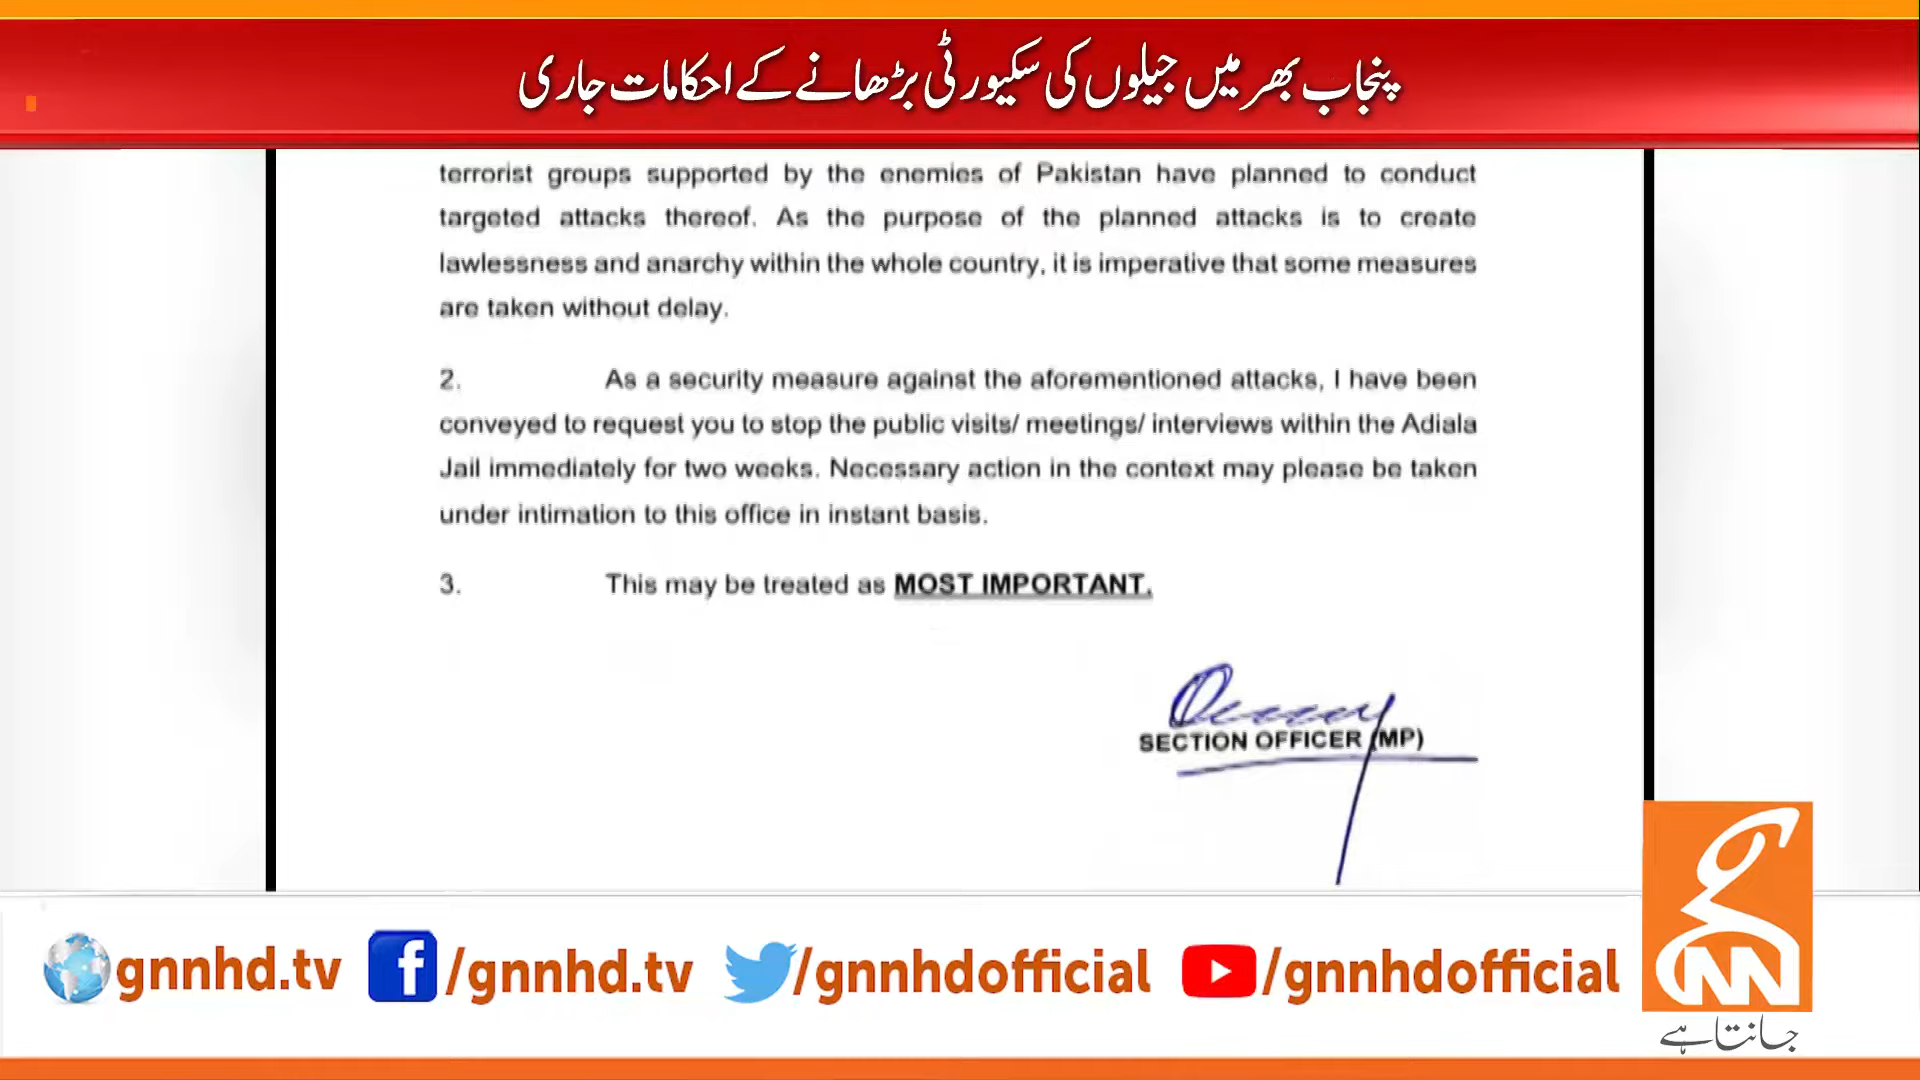 پنجاب بھر میں جیلوں کی سکیورٹی بڑھانے کے احکامات جاری
terrorist groups supported by the enemies of Pakistan have planned to conduct
targeted attacks thereof. As the purpose of the planned attacks is to create
lawlessness and anarchy within the whole country, it is imperative that some measures
are taken without delay.
2. As a security measure against the aforementioned attacks, I have been
conveyed to request you to stop the public visits/ meetings/ interviews within the Adiala
Jail immediately for two weeks. Necessary action in the context may please be taken
under intimation to this office in instant basis.
3. This may be treated as MOST IMPORTANT.
SECTION OFFICER (MP)
gnnhd.tv /gnnhd.tv /gnnhdofficial /gnnhdofficial
GNN
جانتا ہے